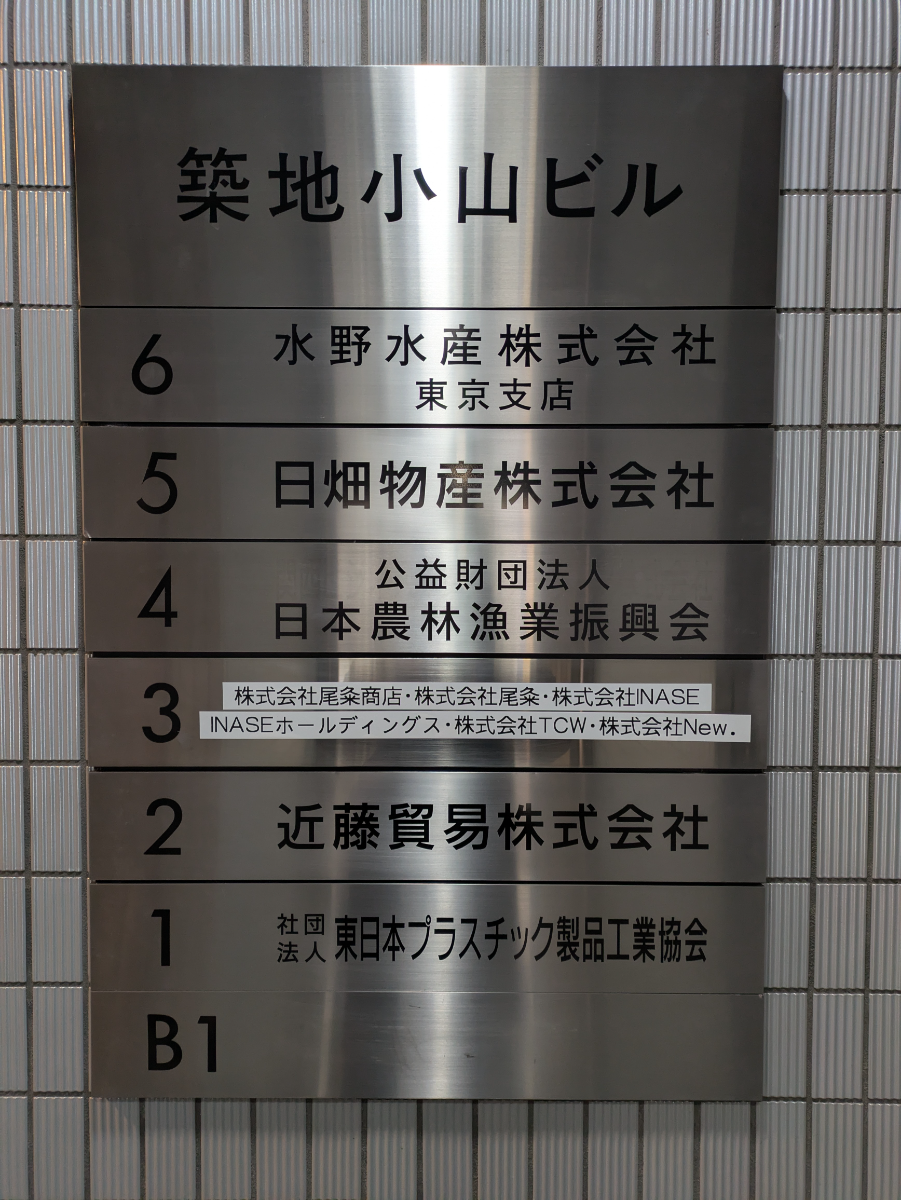 築地小山ビル
6 水野水産株式会社
東京支店
5 日畑物産株式会社
4 公益財団法人
日本農林漁業振興会
3 株式会社尾粂商店・株式会社尾粂・株式会社INASE
INASEホールディングス・株式会社TCW・株式会社New.
2 近藤貿易株式会社
1 社団法人 東日本プラスチック製品工業協会
B1